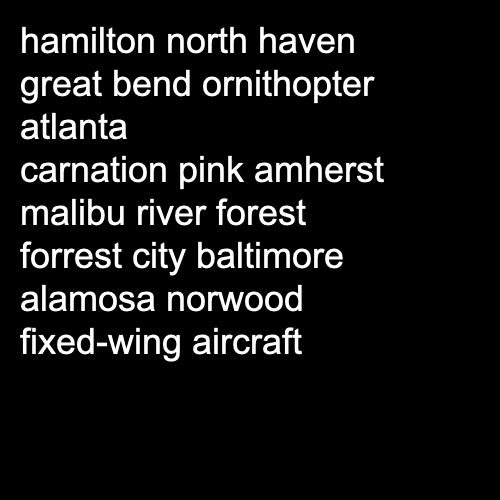 hamilton north haven
great bend ornithopter
atlanta
carnation pink amherst
malibu river forest
forrest city baltimore
alamosa norwood
fixed-wing aircraft